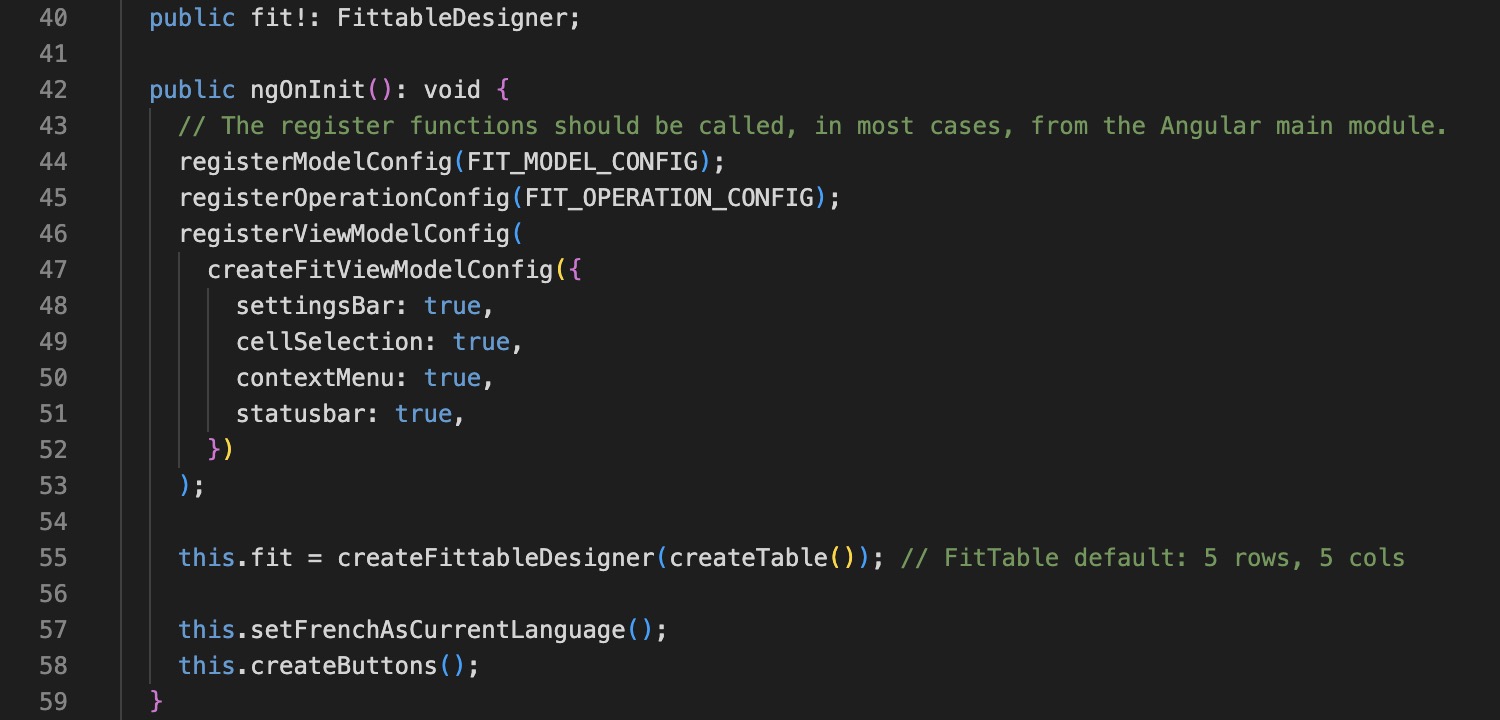 40 public fit!: FittableDesigner;
41
42 public ngOnInit(): void {
43 // The register functions should be called, in most cases, from the Angular main module.
44 registerModelConfig(FIT_MODEL_CONFIG);
45 registerOperationConfig(FIT_OPERATION_CONFIG);
46 registerViewModelConfig(
47 createFitViewModelConfig({
48 settingsBar: true,
49 cellSelection: true,
50 contextMenu: true,
51 statusbar: true,
52 })
53 );
54
55 this.fit = createFittableDesigner(createTable()); // FitTable default: 5 rows, 5 cols
56
57 this.setFrenchAsCurrentLanguage();
58 this.createButtons();
59 }